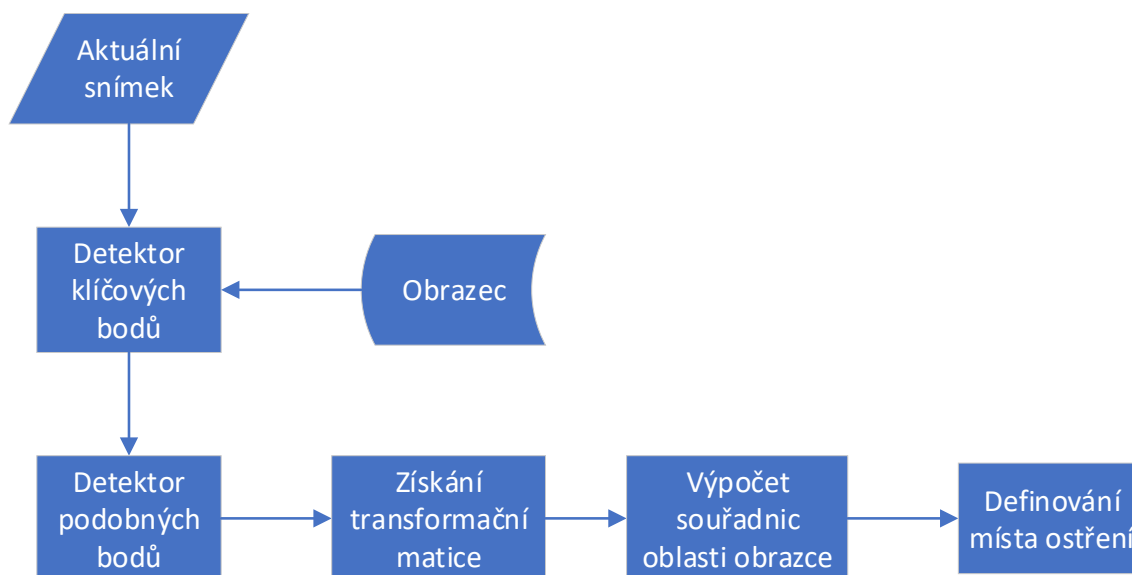 Aktuální
snímek
Detektor
klíčových
bodů
Obrazec
Detektor
podobných
bodů
Získání
transformační
matice
Výpočet
souřadnic
oblasti obrazce
Definování
místa ostření